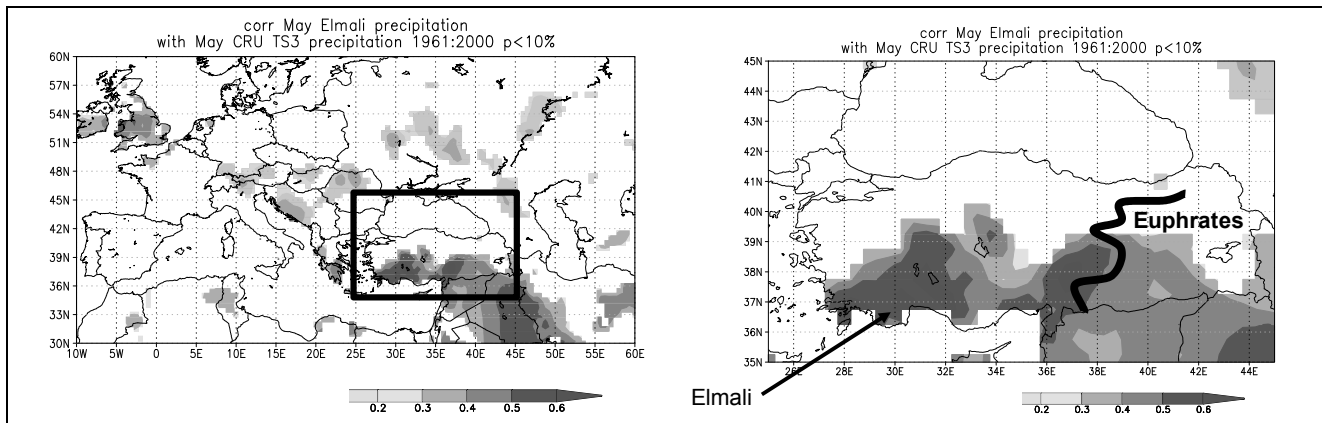 corr May Elmali precipitation
with May CRU TS3 precipitation 1961:2000 p<10%
60N
57N
54N
51N
48N
45N
42N
39N
36N
33N
30N
10W 5W 0 5E 10E 15E 20E 25E 30E 35E 40E 45E 50E 55E 60E
0.2 0.3 0.4 0.5 0.6
corr May Elmali precipitation
with May CRU TS3 precipitation 1961:2000 p<10%
45N
44N
43N
42N
41N
40N
39N
38N
37N
36N
35N
26E 28E 30E 32E 34E 36E 38E 40E 42E 44E
Euphrates
Elmali
0.2 0.3 0.4 0.5 0.6